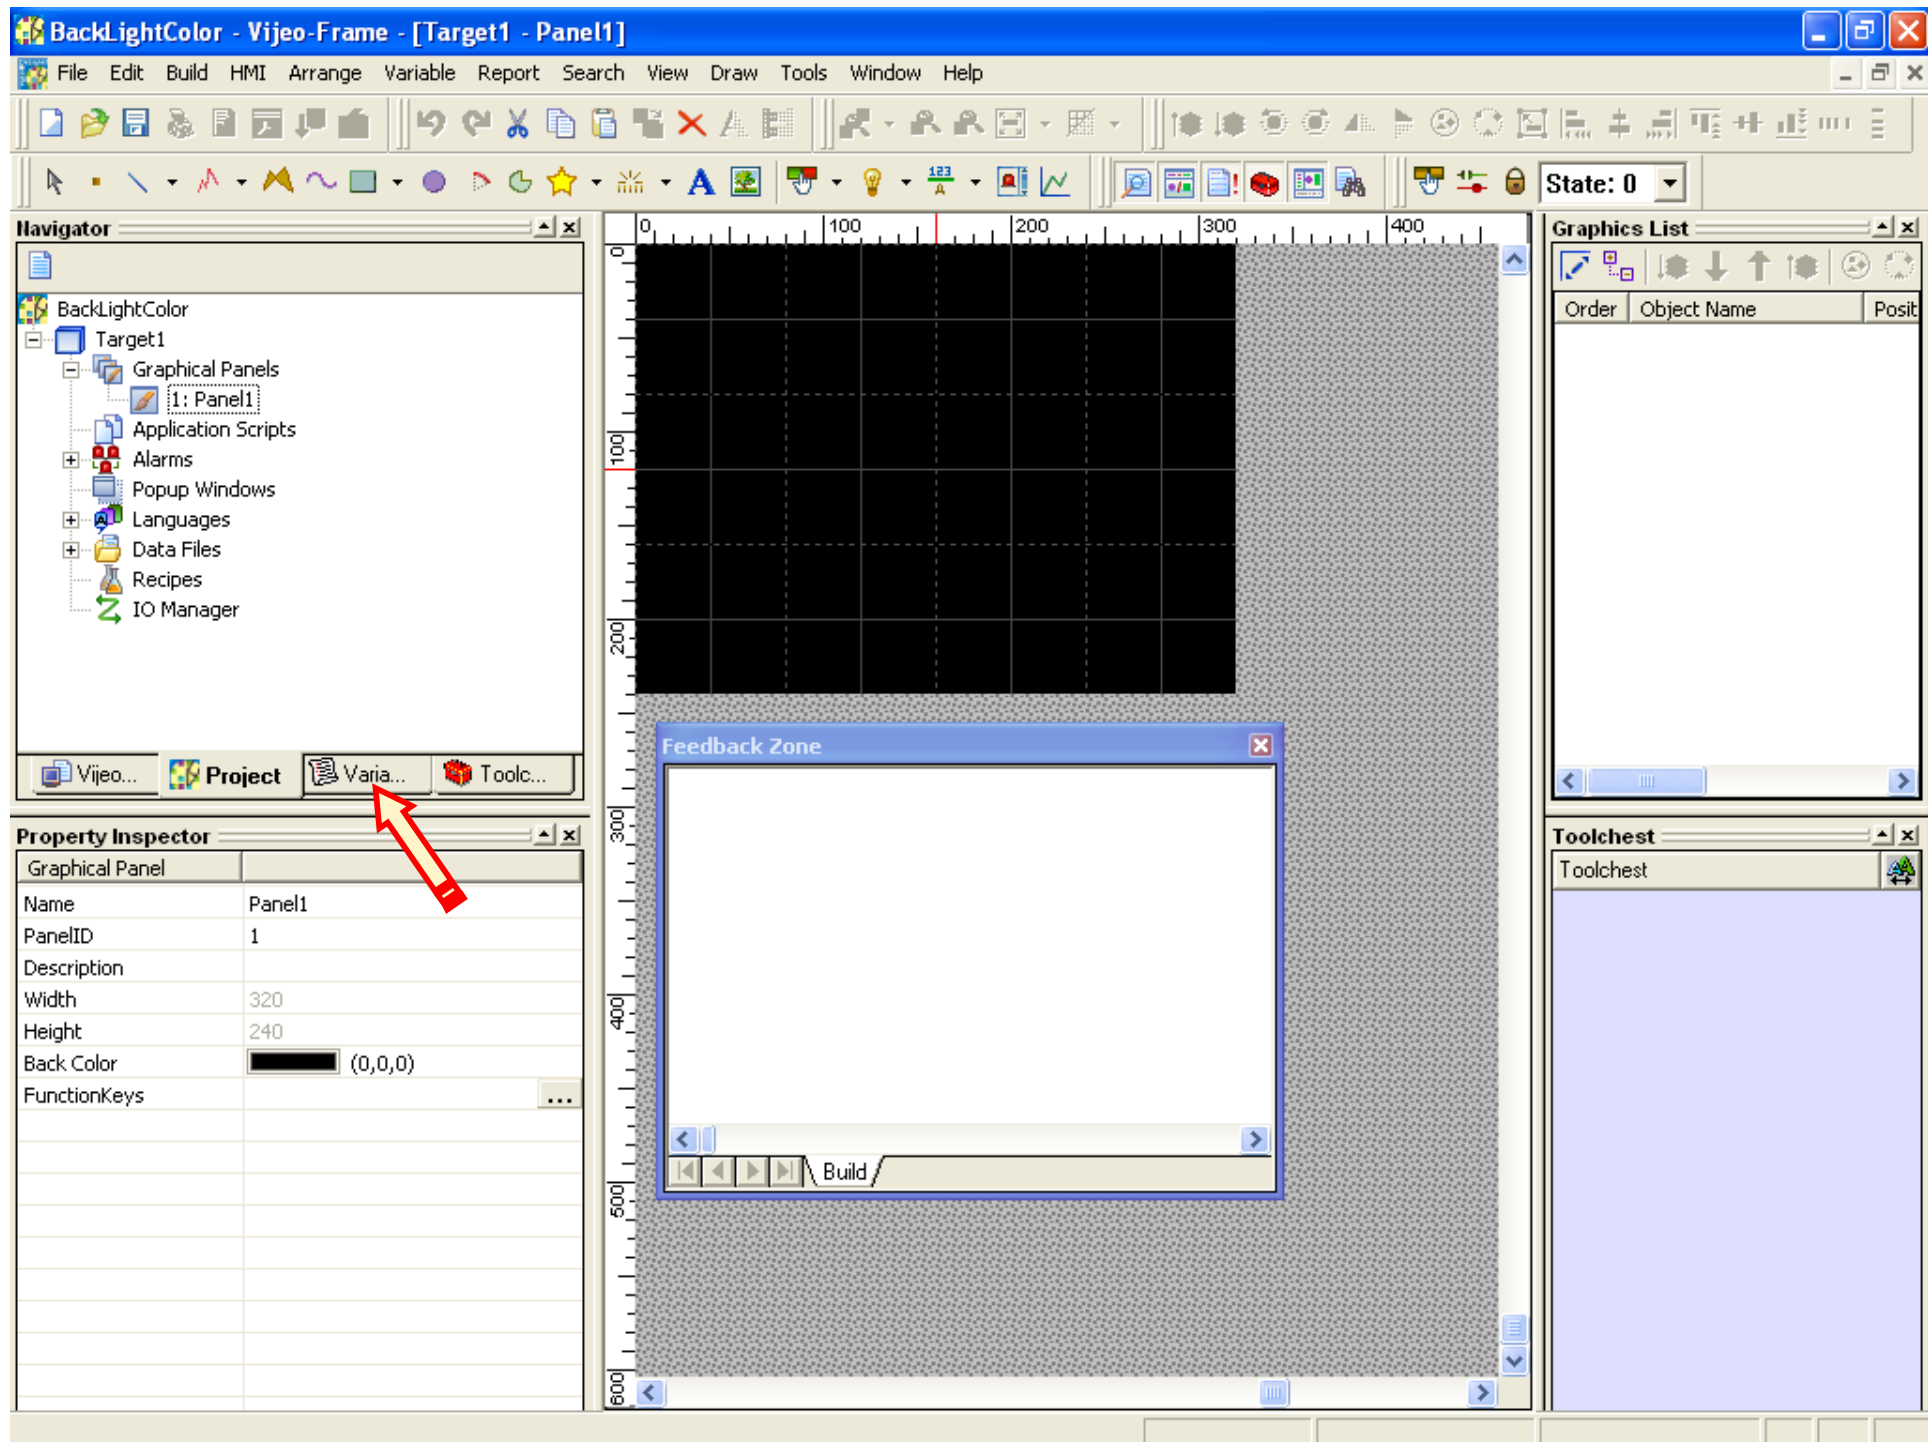 BackLightColor - Vijeo-Frame - [Target1 - Panel1]
File Edit Build HMI Arrange Variable Report Search View Draw Tools Window Help
State: 0
Navigator
BackLightColor
Target1
Graphical Panels
1: Panel1
Application Scripts
Alarms
Popup Windows
Languages
Data Files
Recipes
IO Manager
Vijeo... Project Varia... Toolc...
Property Inspector
Graphical Panel
Name Panel1
PanelID 1
Description
Width 320
Height 240
Back Color (0,0,0)
FunctionKeys ...
0 100 200 300 400
0
100
200
300
400
500
600
Feedback Zone
Build
Graphics List
Order Object Name Posit
Toolchest
Toolchest